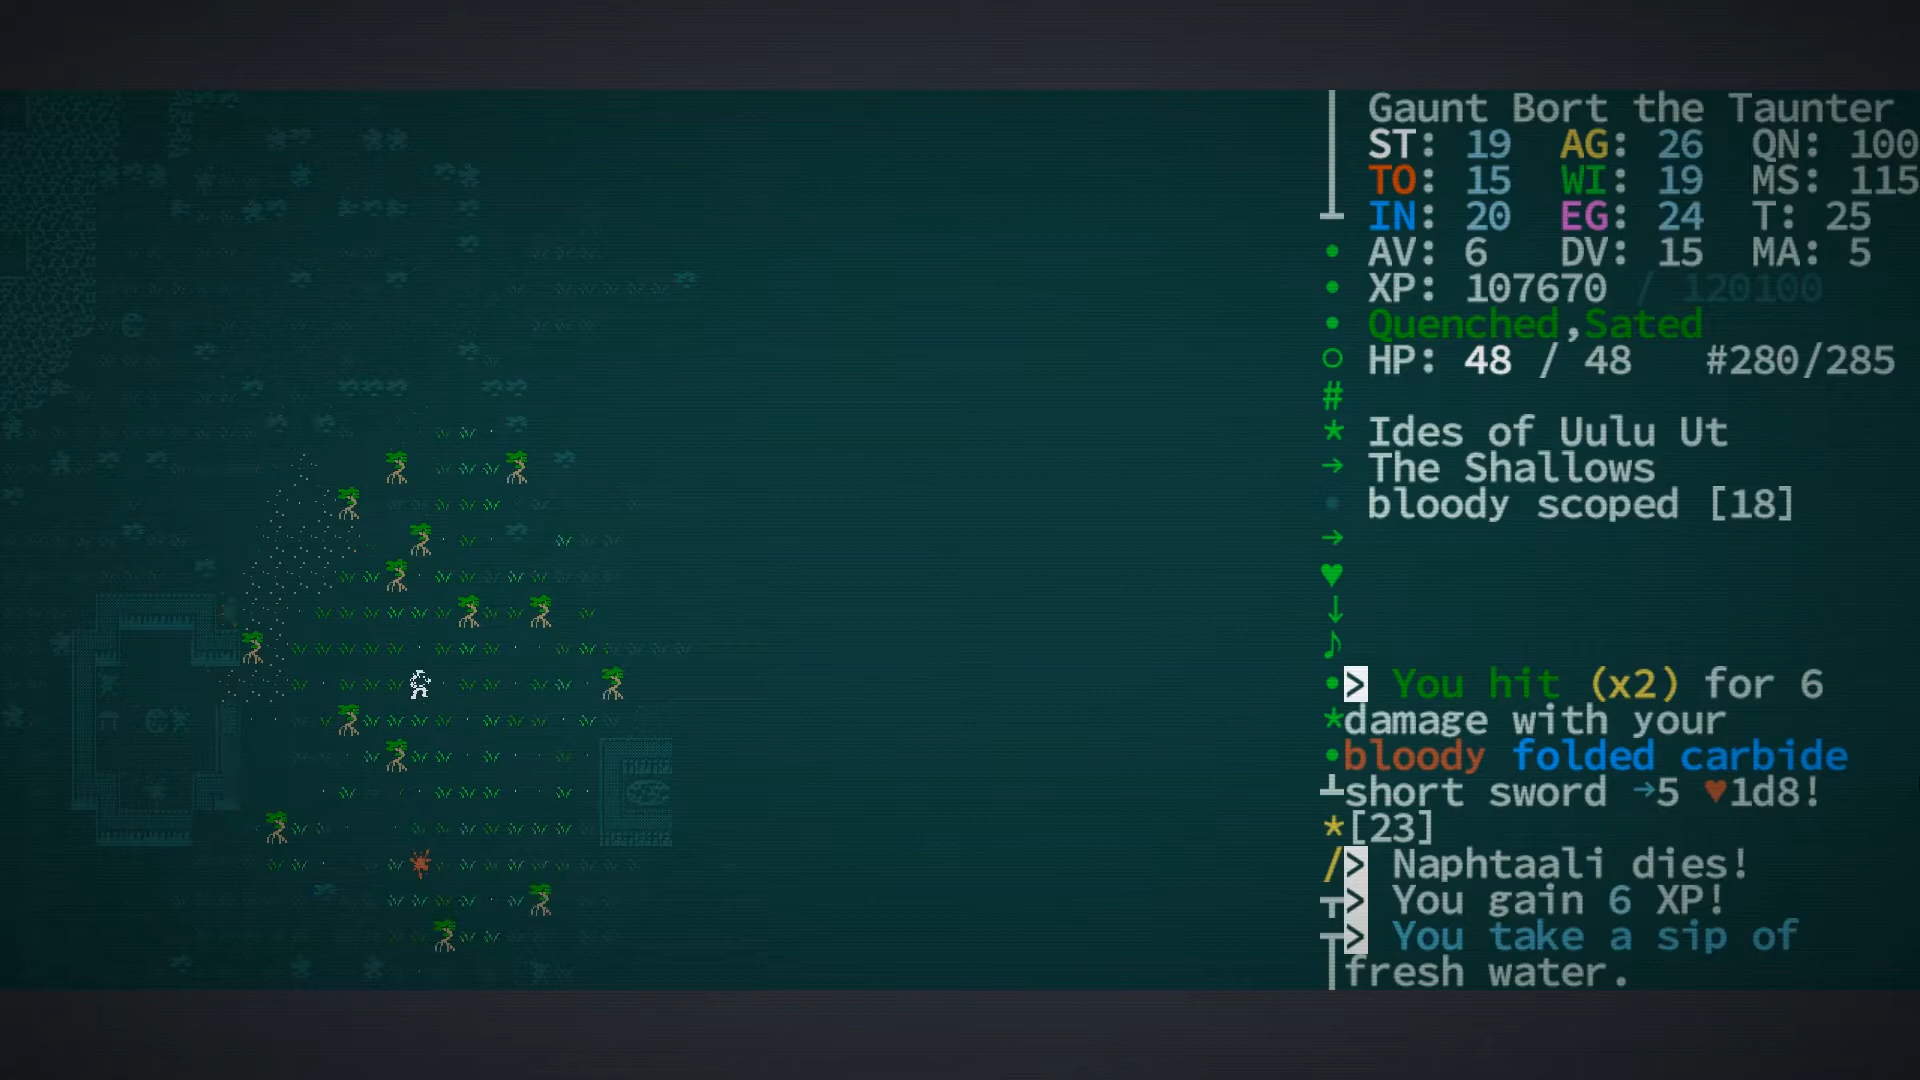 Gaunt Bort the Taunter
ST: 19 AG: 26 QN: 100
TO: 15 WI: 19 MS: 115
IN: 20 EG: 24 T: 25
AV: 6 DV: 15 MA: 5
XP: 107670 / 120100
Quenched,Sated
HP: 48 / 48 #280/285
Ides of Uulu Ut
The Shallows
bloody scoped [18]
> You hit (x2) for 6
damage with your
bloody folded carbide
short sword →5 ♥1d8!
[23]
> Naphtaali dies!
> You gain 6 XP!
> You take a sip of
fresh water.